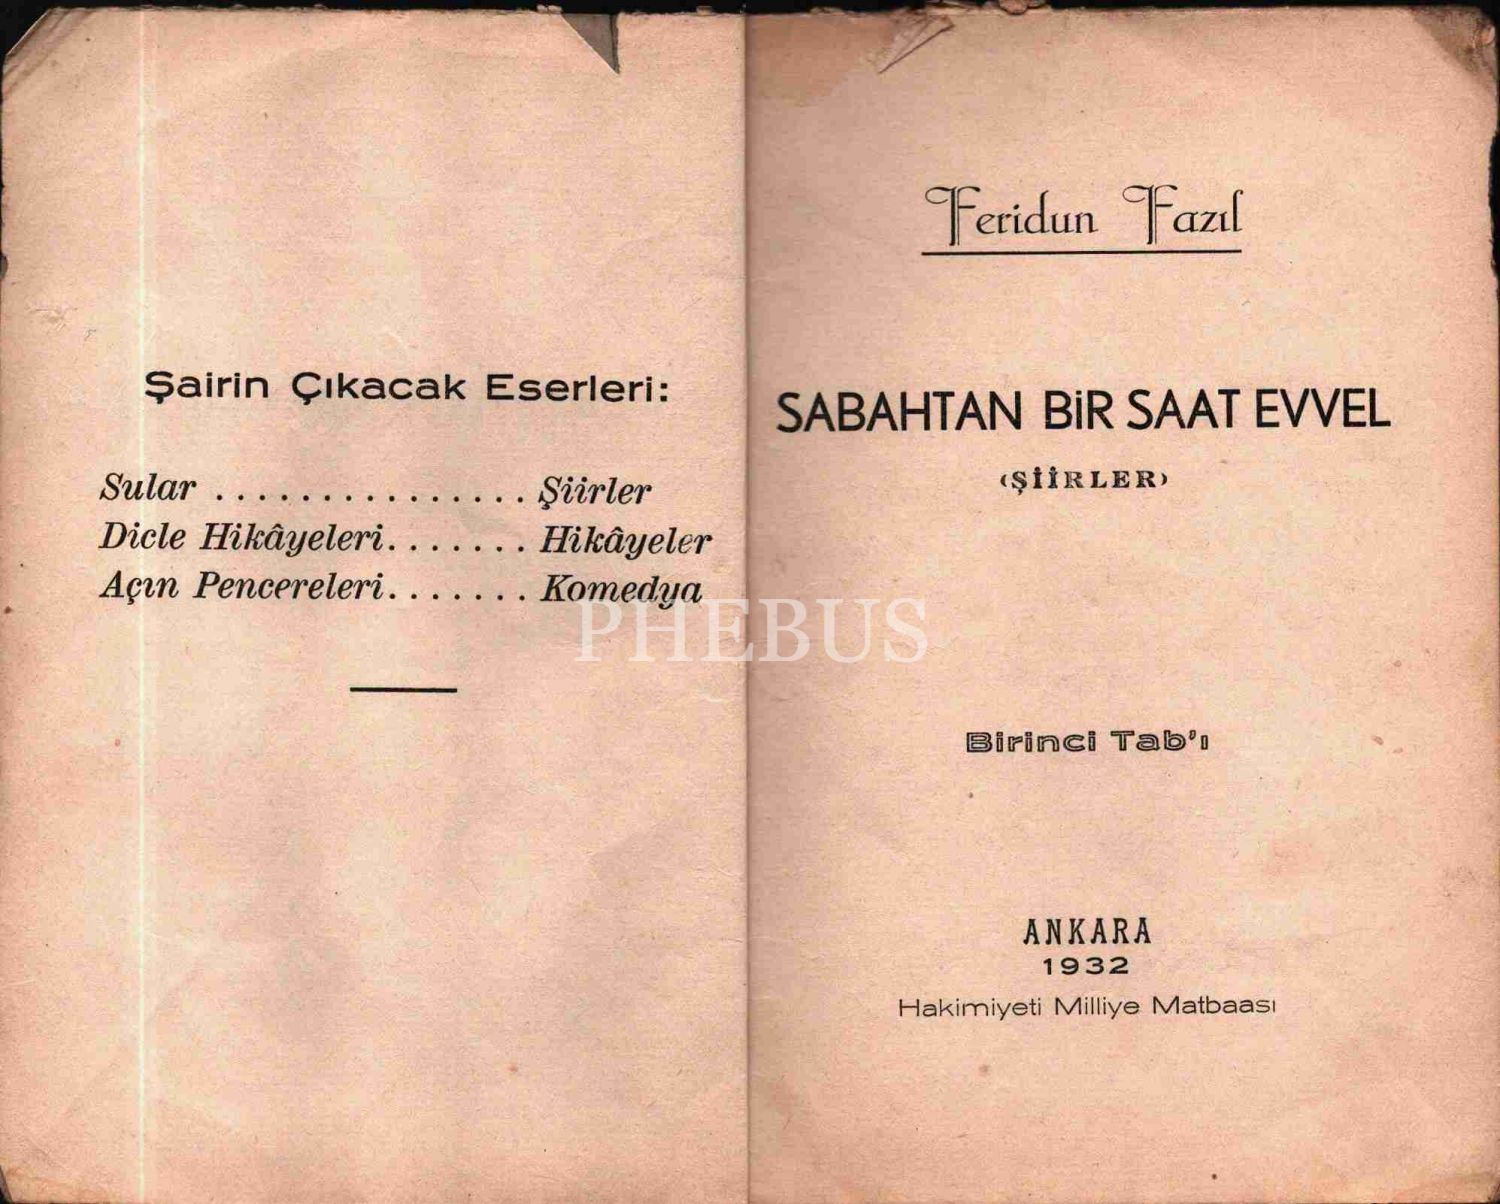 Şairin Çıkacak Eserleri:
Sular ............... Şiirler
Dicle Hikâyeleri....... Hikâyeler
Açın Pencereleri....... Komedya
Feridun Fazıl
SABAHTAN BİR SAAT EVVEL
(ŞİİRLER)
Birinci Tab'ı
ANKARA
1932
Hakimiyeti Milliye Matbaası
PHEBUS